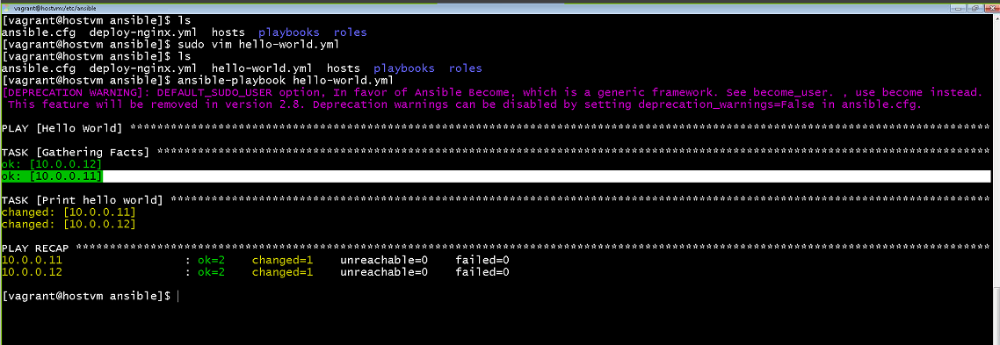 vagrant@hostvm:/etc/ansible
[vagrant@hostvm ansible]$ ls
ansible.cfg  deploy-nginx.yml  hosts  playbooks  roles
[vagrant@hostvm ansible]$ sudo vim hello-world.yml
[vagrant@hostvm ansible]$ ls
ansible.cfg  deploy-nginx.yml  hello-world.yml  hosts  playbooks  roles
[vagrant@hostvm ansible]$ ansible-playbook hello-world.yml
[DEPRECATION WARNING]: DEFAULT_SUDO_USER option, In favor of Ansible Become, which is a generic framework. See become_user. , use become instead.
 This feature will be removed in version 2.8. Deprecation warnings can be disabled by setting deprecation_warnings=False in ansible.cfg.
PLAY [Hello World] *****************************************************************************************************************************
TASK [Gathering Facts] *************************************************************************************************************************
ok: [10.0.0.12]
ok: [10.0.0.11]
TASK [Print hello world] ***********************************************************************************************************************
changed: [10.0.0.11]
changed: [10.0.0.12]
PLAY RECAP *************************************************************************************************************************************
10.0.0.11                  : ok=2    changed=1    unreachable=0    failed=0
10.0.0.12                  : ok=2    changed=1    unreachable=0    failed=0
[vagrant@hostvm ansible]$